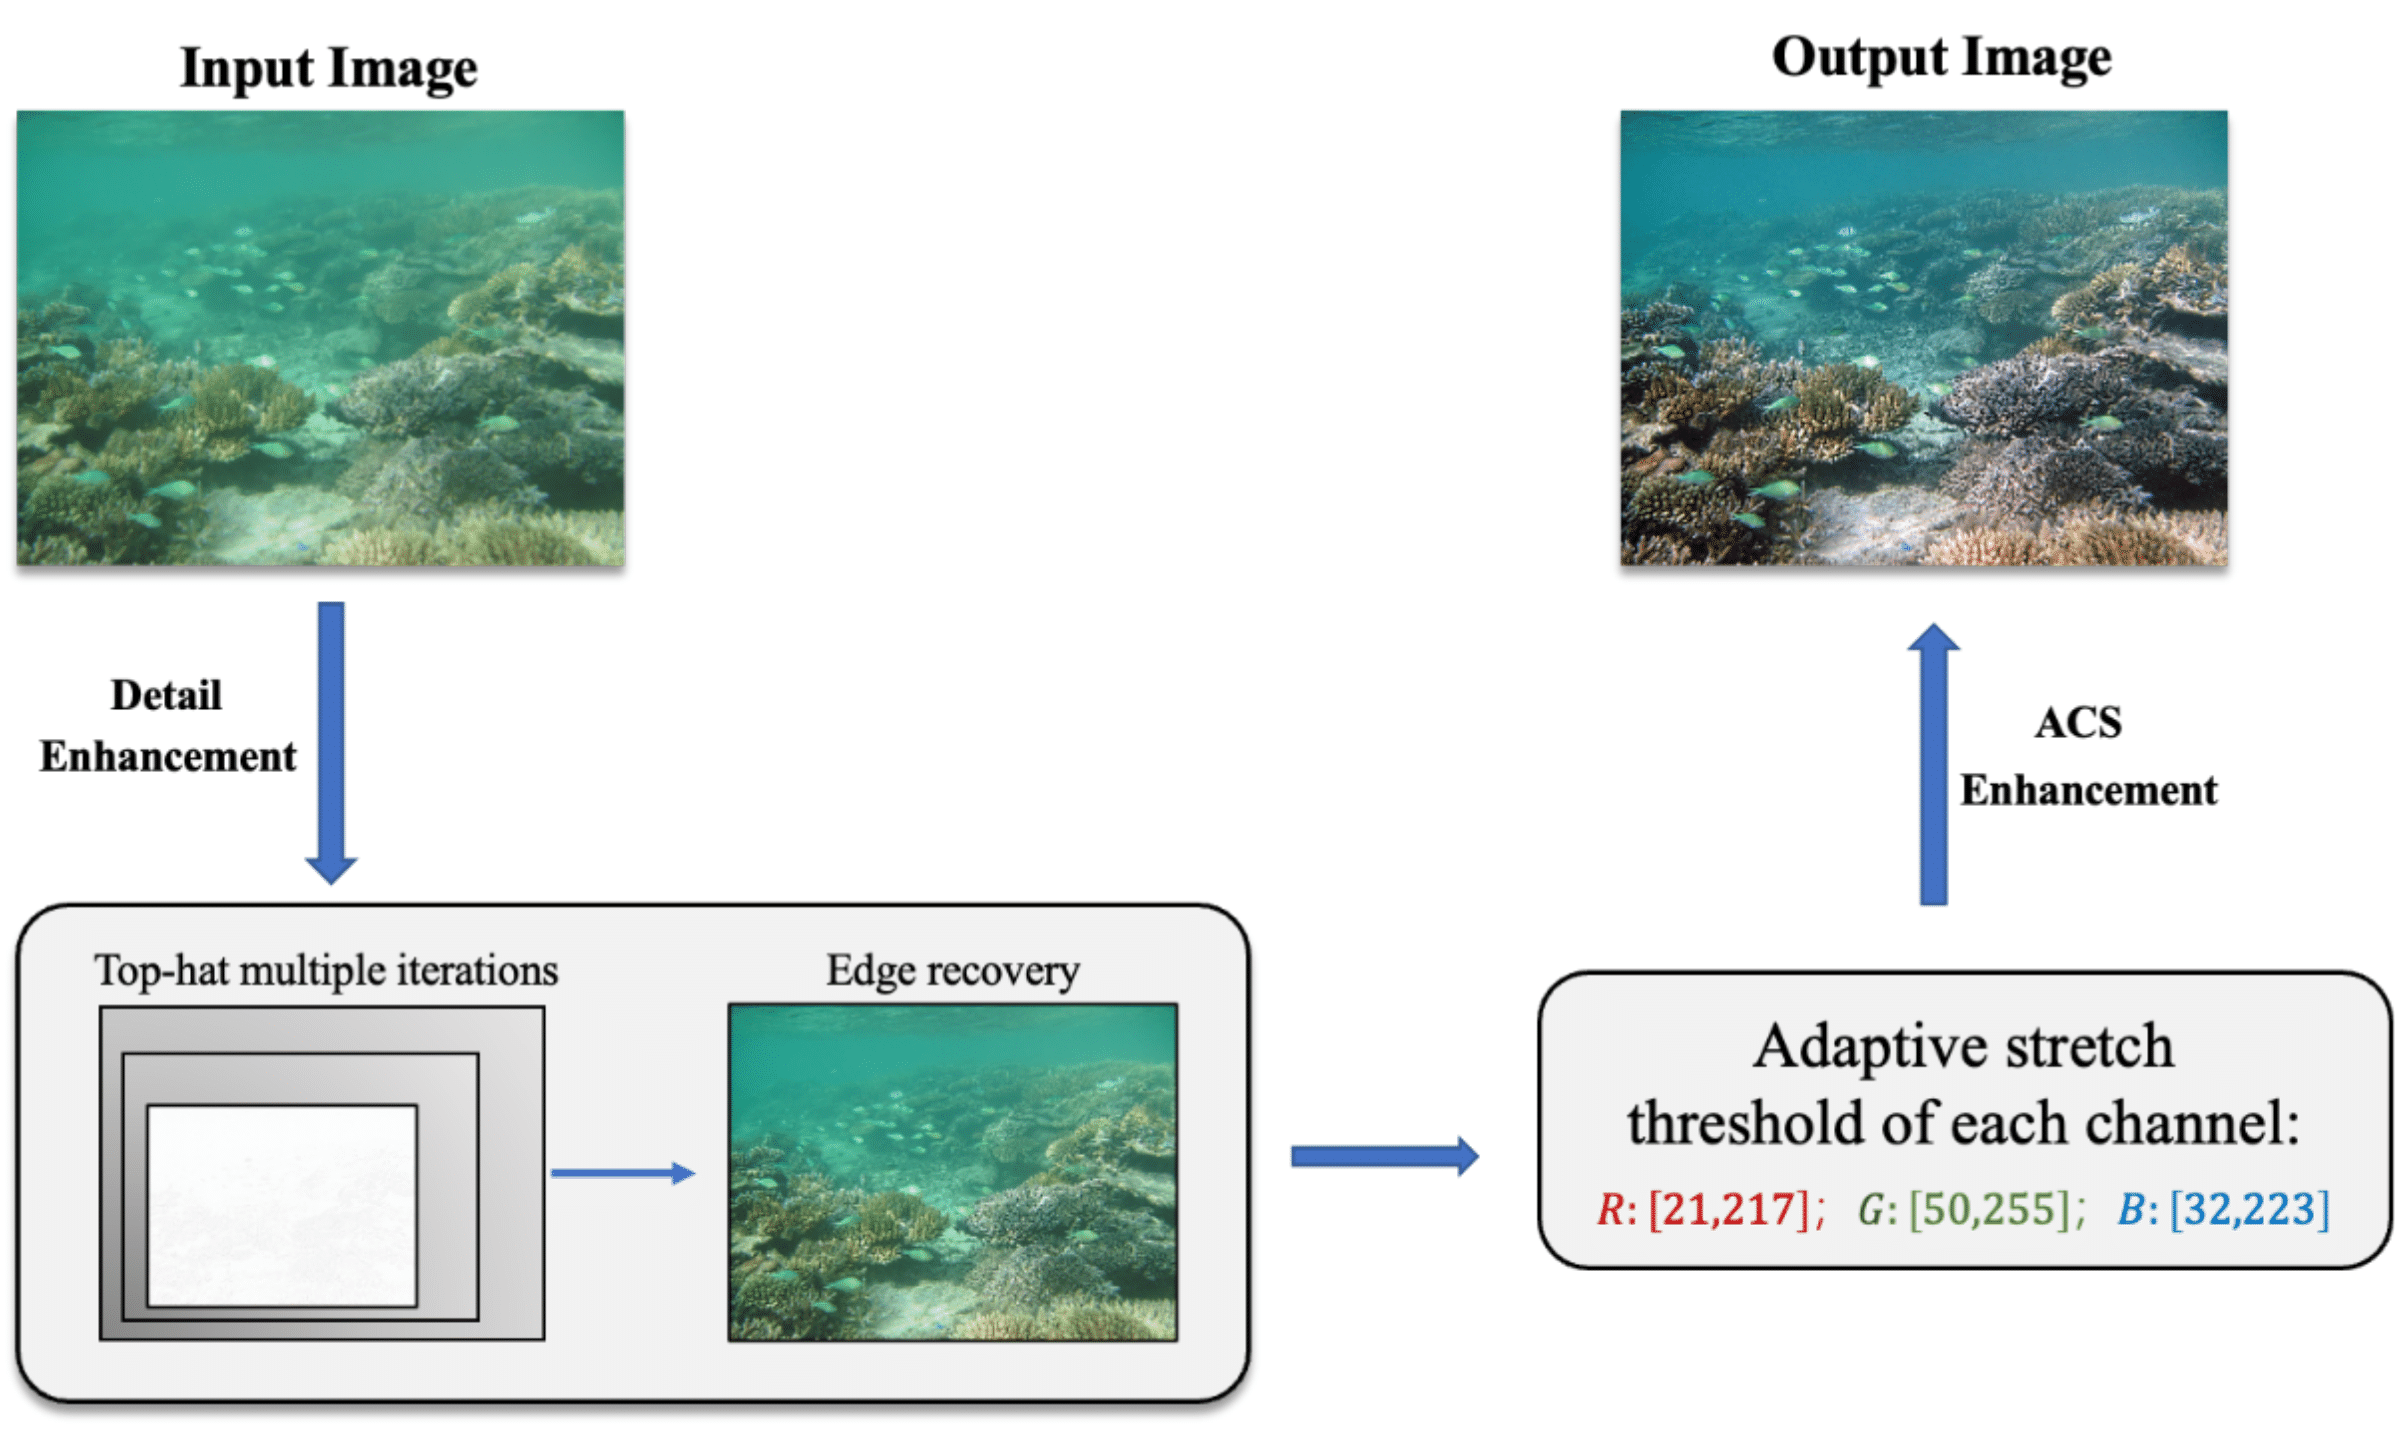 Input Image
Output Image
Detail
Enhancement
ACS
Enhancement
Top-hat multiple iterations
Edge recovery
Adaptive stretch
threshold of each channel:
R: [21,217]; G: [50,255]; B: [32,223]